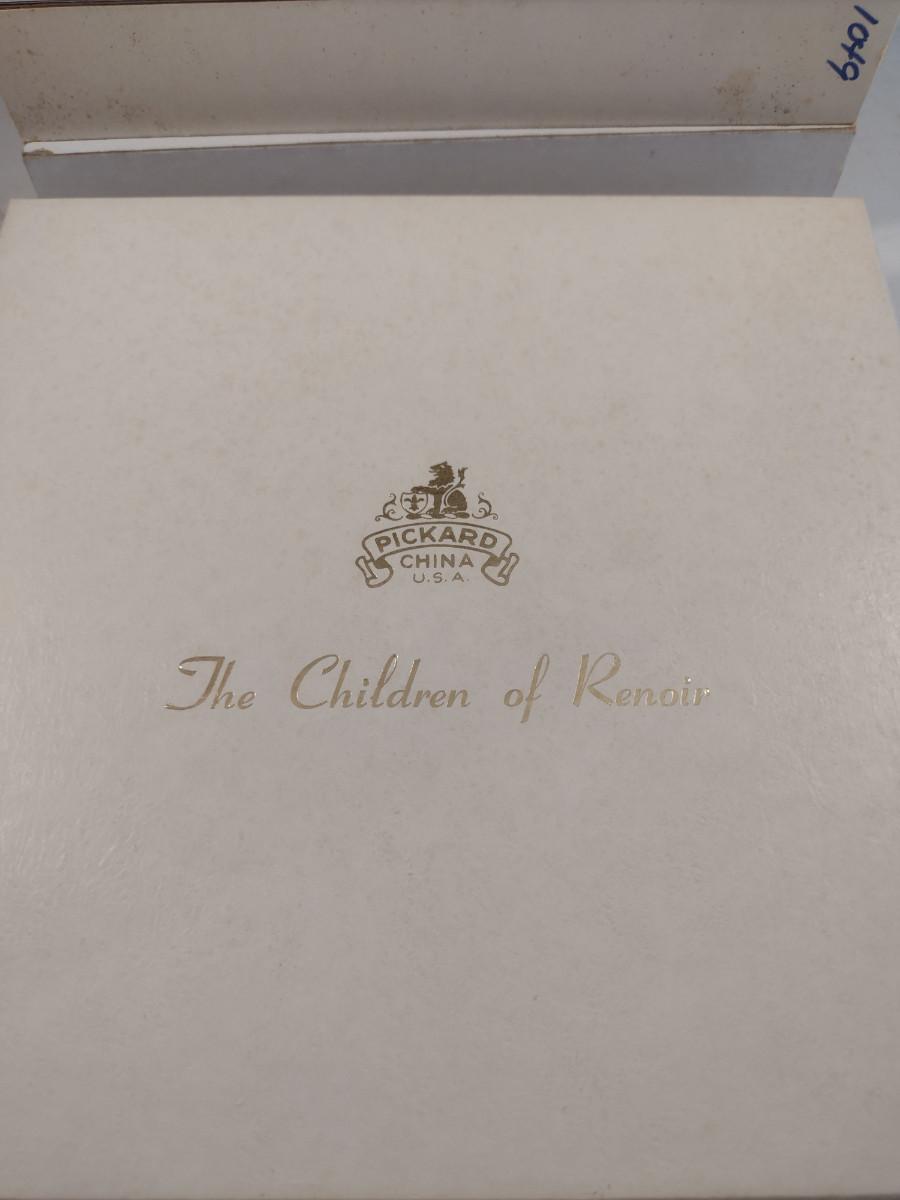 1049
PICKARD
CHINA
U.S.A.
The Children of Renoir